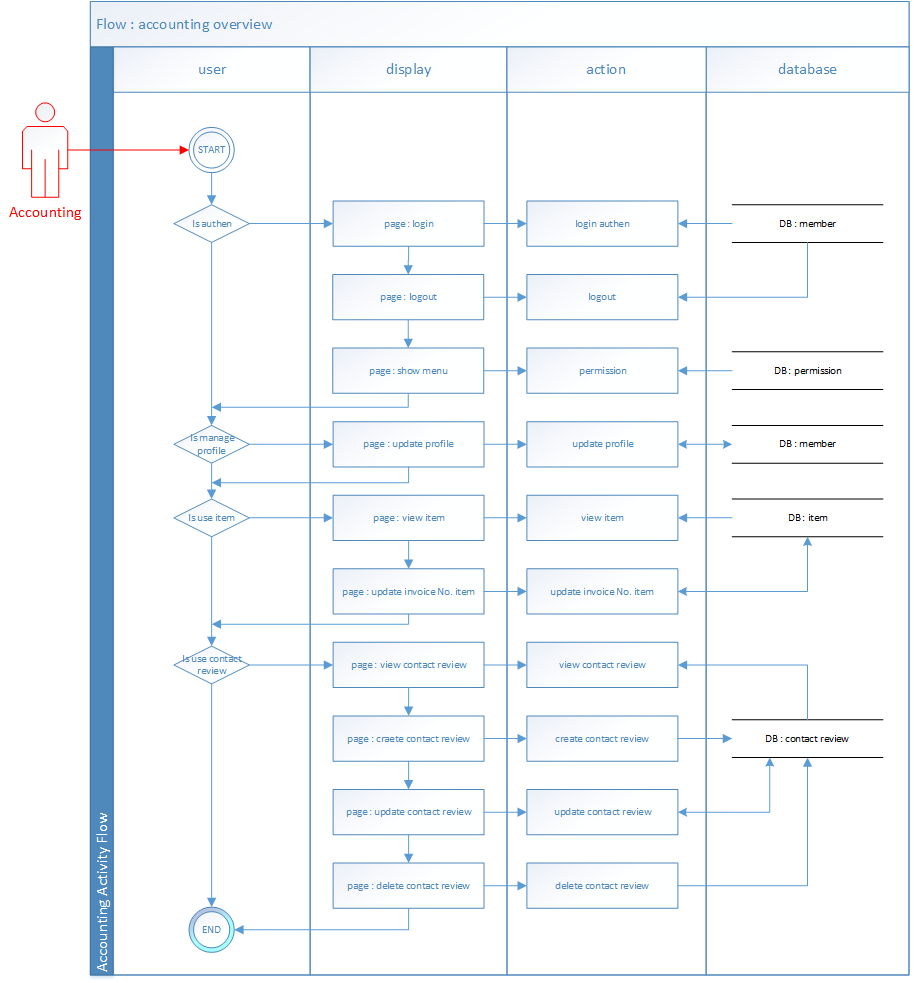 Flow : accounting overview
user
display
action
database
START
Accounting
Is authen
page : login
login authen
DB : member
page : logout
logout
page : show menu
permission
DB : permission
Is manage
profile
page : update profile
update profile
DB : member
Is use item
page : view item
view item
DB : item
page : update invoice No. item
update invoice No. item
Is use contact
review
page : view contact review
view contact review
page : craete contact review
create contact review
DB : contact review
page : update contact review
update contact review
page : delete contact review
delete contact review
END
Accounting Activity Flow